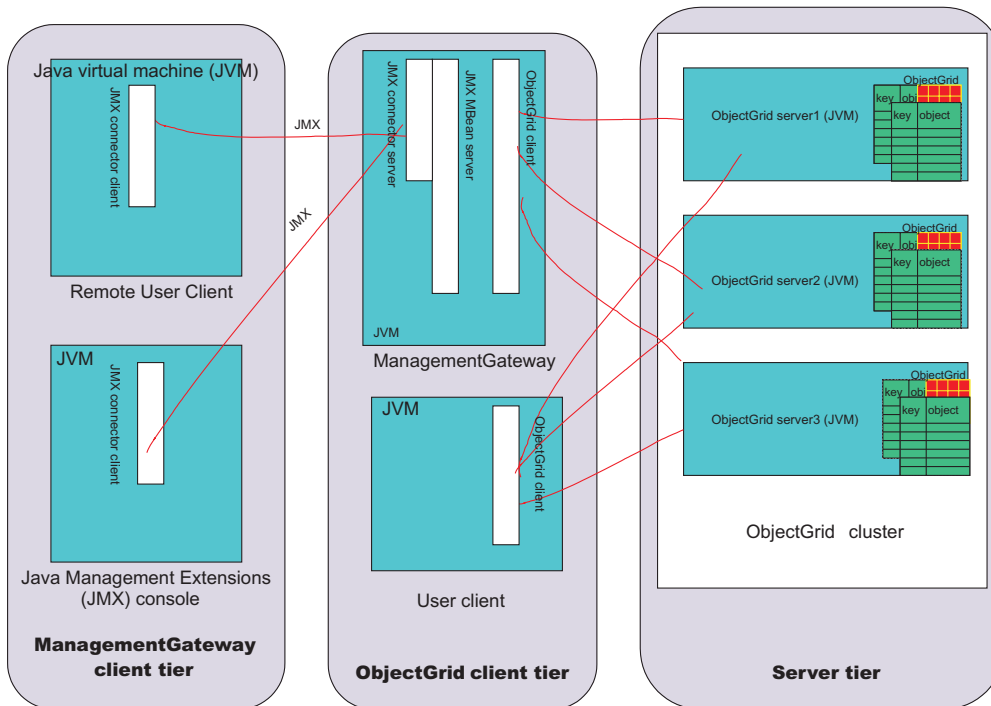 Java virtual machine (JVM)
JMX connector client
Remote User Client
JVM
JMX connector client
Java Management Extensions
(JMX) console
ManagementGateway
client tier
JMX
JMX
JMX connector server
JMX MBean server
ObjectGrid client
JVM
ManagementGateway
JVM
ObjectGrid client
User client
ObjectGrid client tier
ObjectGrid server1 (JVM)
ObjectGrid
key obj
key object
ObjectGrid server2 (JVM)
ObjectGrid
key obj
key object
ObjectGrid server3 (JVM)
ObjectGrid
key obj
key object
ObjectGrid cluster
Server tier